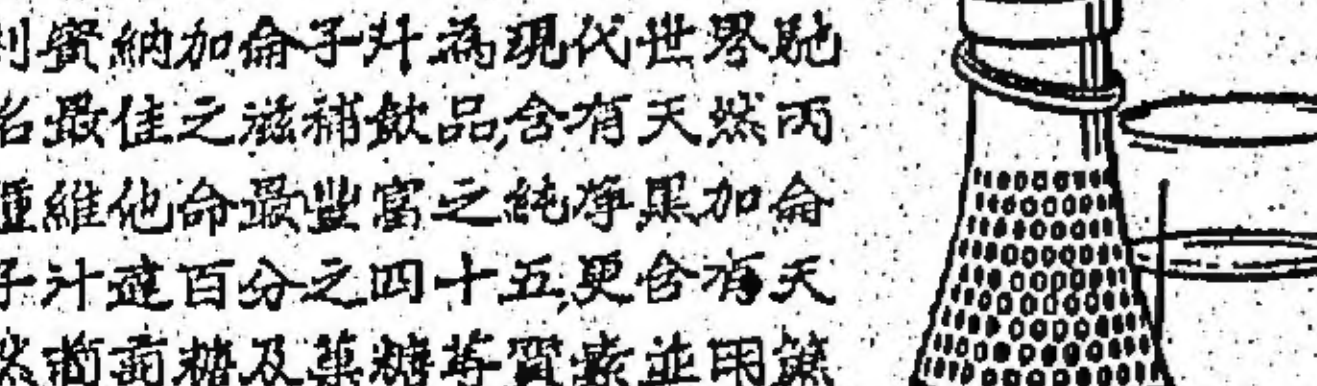 利賓納加侖子汁為現代世界馳
名最佳之滋補飲品,含有天然丙
種維他命最豐富之純淨黑加侖
子汁達百分之四十五,更含有天
然葡萄糖及菓糖等質素並用